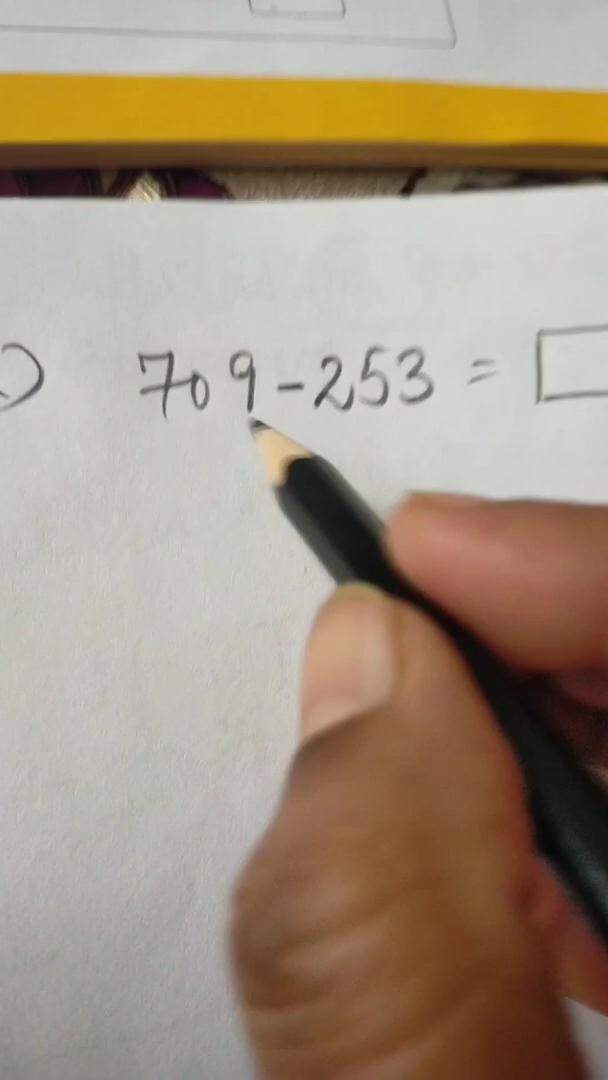 ) 709-253 =